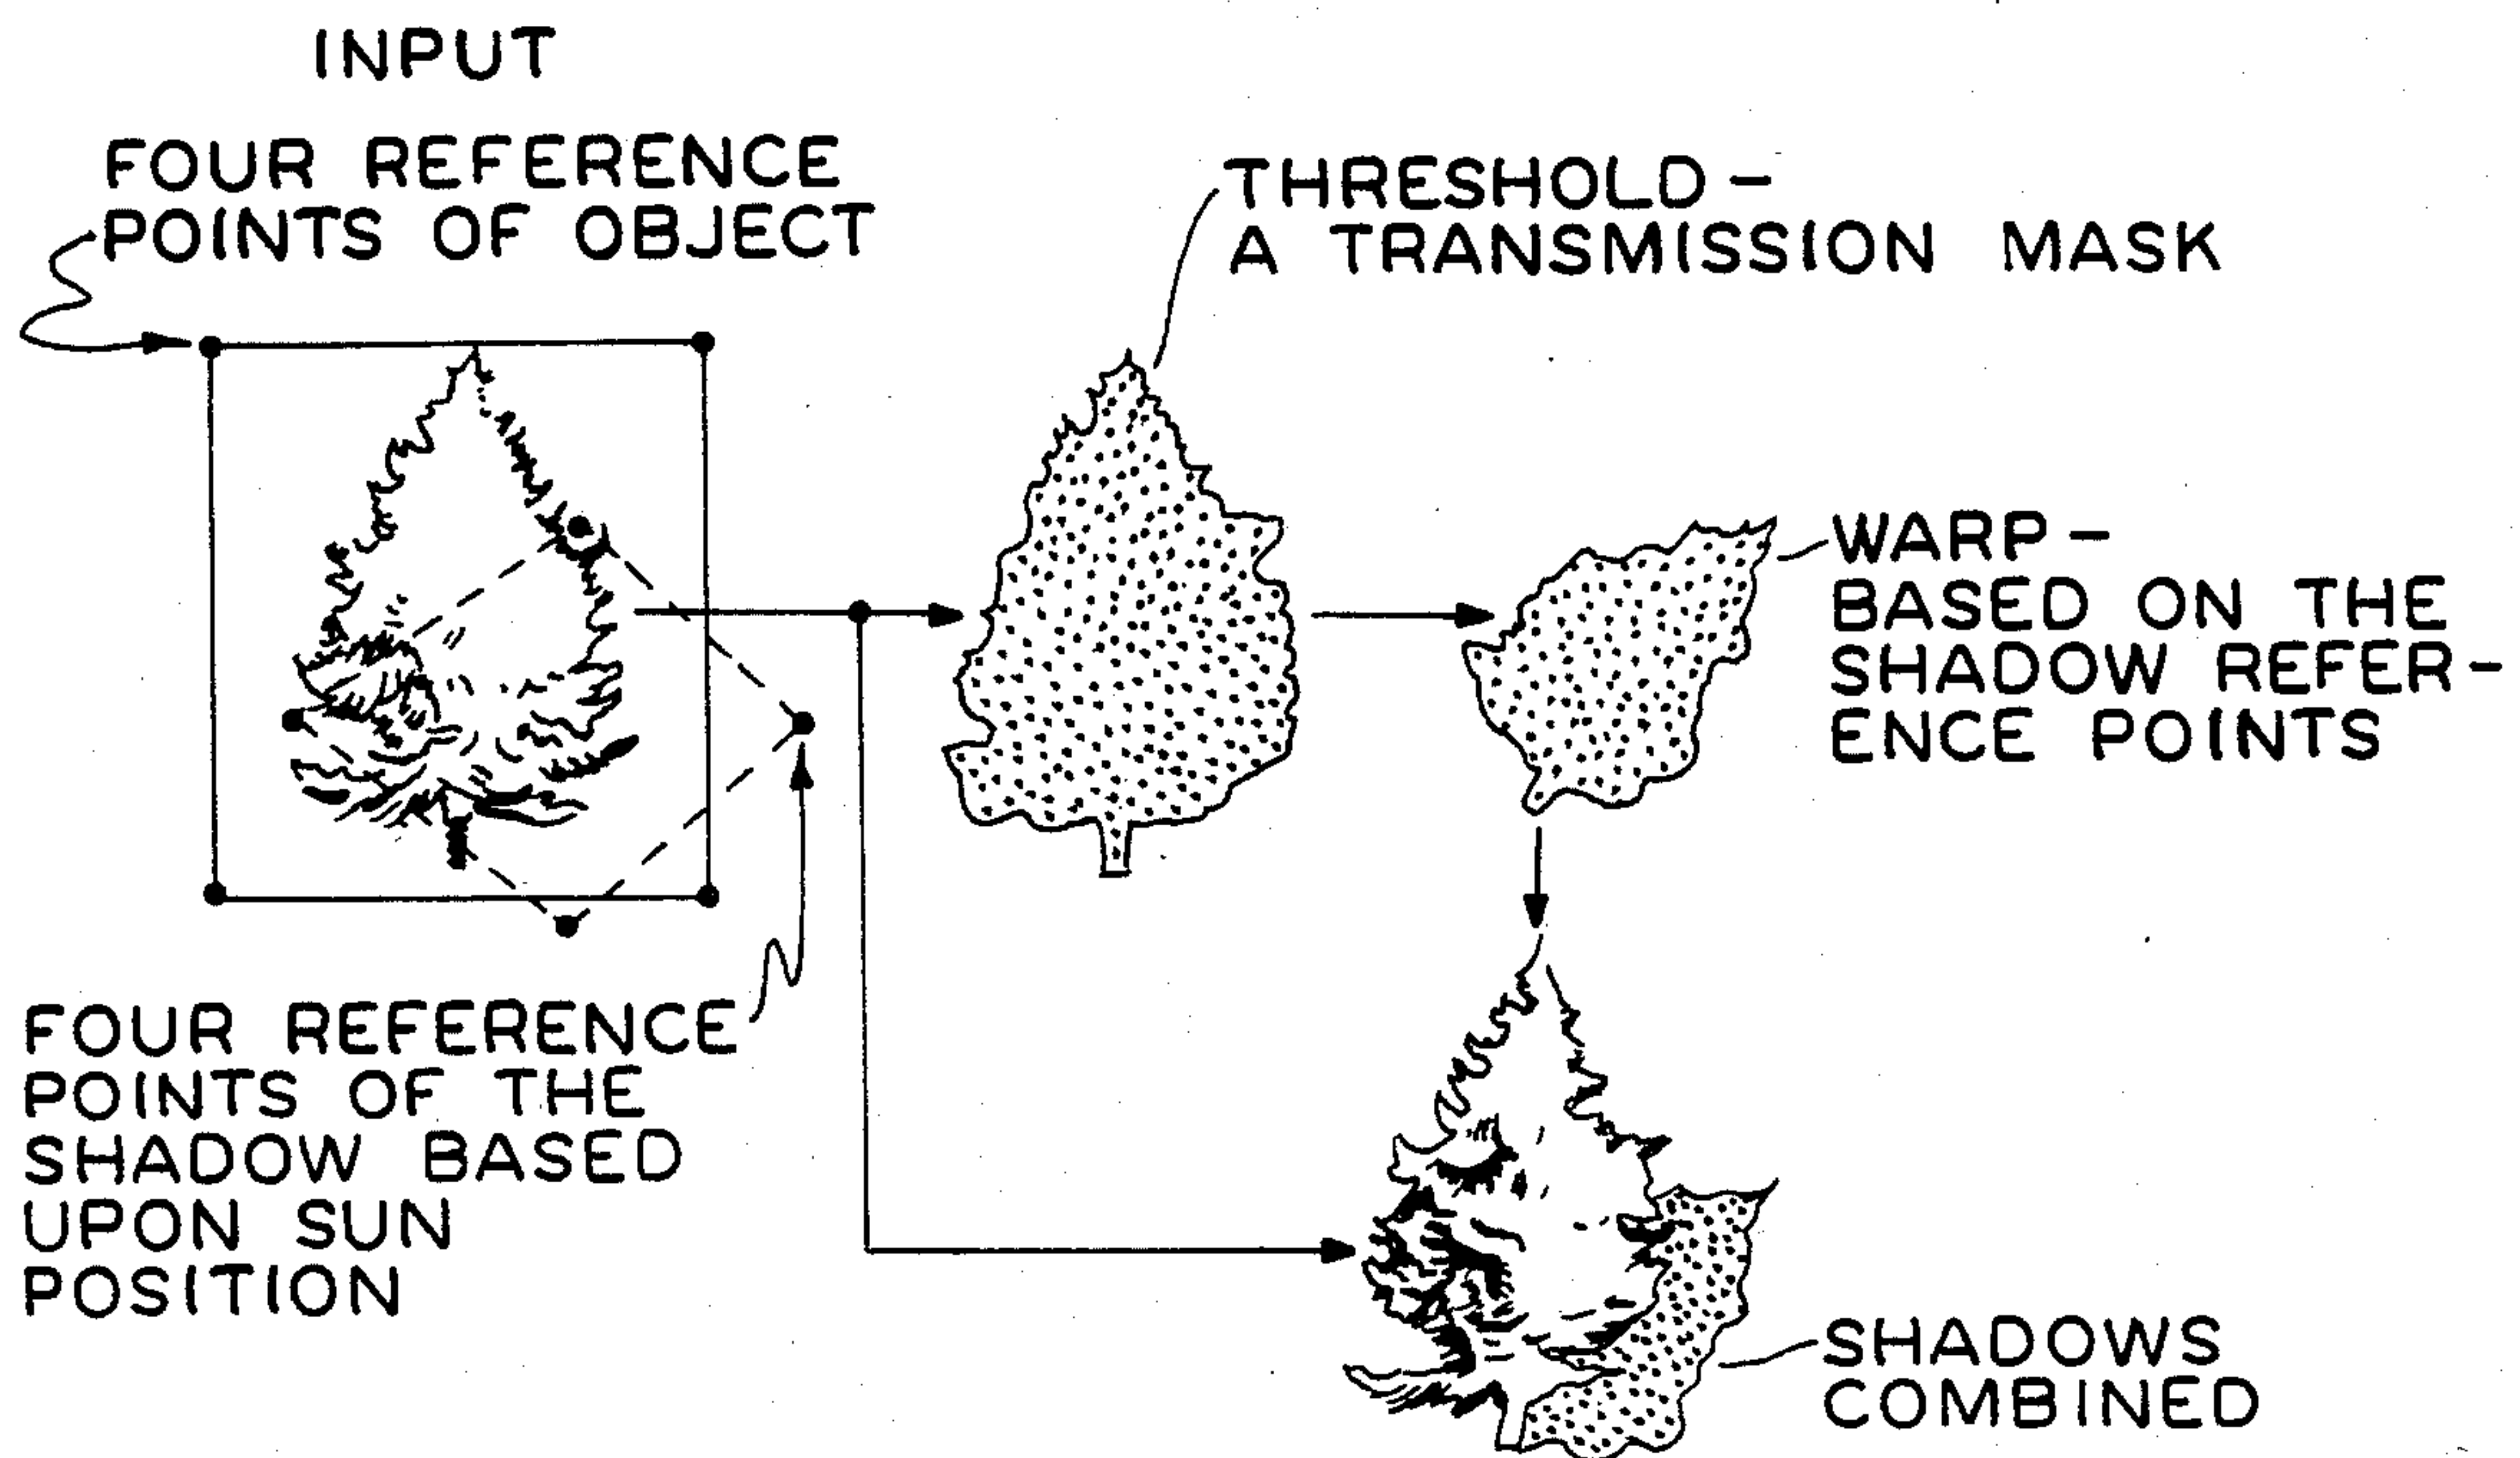 INPUT
FOUR REFERENCE
POINTS OF OBJECT
THRESHOLD -
A TRANSMISSION MASK
WARP -
BASED ON THE
SHADOW REFER-
ENCE POINTS
FOUR REFERENCE
POINTS OF THE
SHADOW BASED
UPON SUN
POSITION
SHADOWS
COMBINED